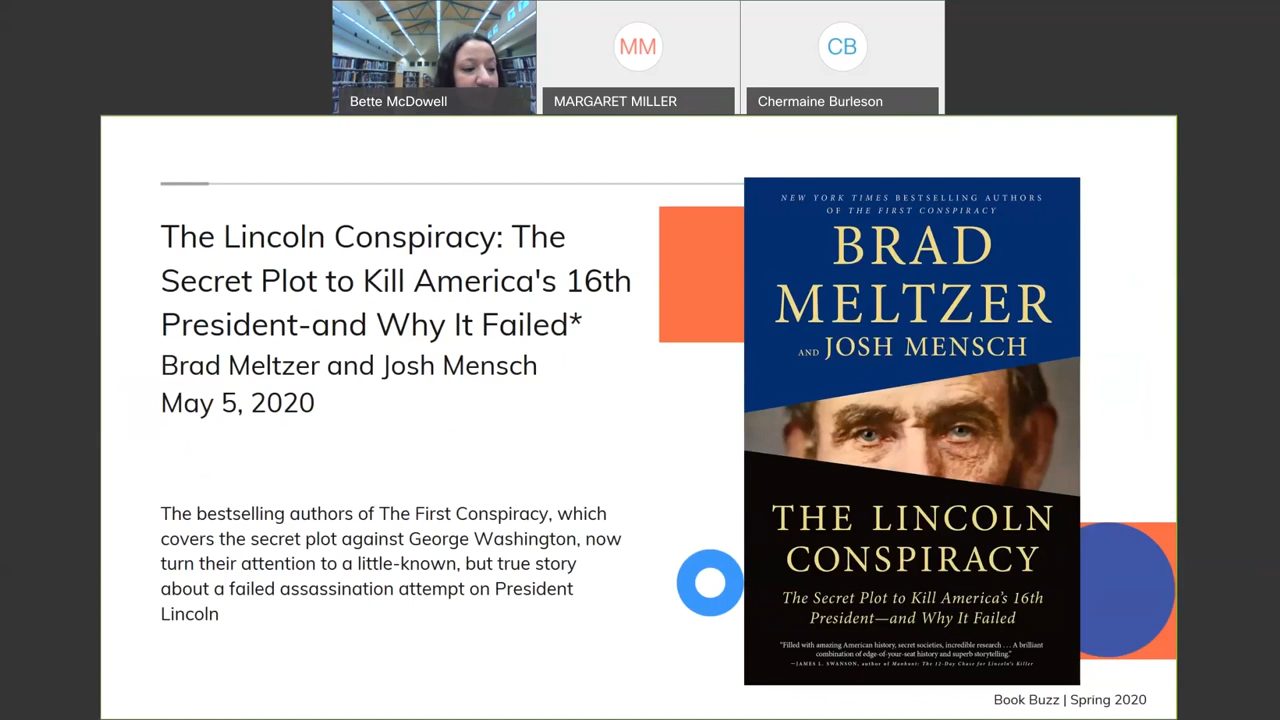 MM
CB
Bette McDowell
MARGARET MILLER
Chermaine Burleson
The Lincoln Conspiracy: The
Secret Plot to Kill America's 16th
President-and Why It Failed*
Brad Meltzer and Josh Mensch
May 5, 2020
The bestselling authors of The First Conspiracy, which
covers the secret plot against George Washington, now
turn their attention to a little-known, but true story
about a failed assassination attempt on President
Lincoln
NEW YORK TIMES BESTSELLING AUTHORS
OF THE FIRST CONSPIRACY
BRAD
MELTZER
AND JOSH MENSCH
THE LINCOLN
CONSPIRACY
The Secret Plot to Kill America's 16th
President—and Why It Failed
"Filled with amazing American history, secret societies, incredible research . . . A brilliant
combination of edge-of-your-seat history and superb storytelling."
—JAMES L. SWANSON, author of Manhunt: The 12-Day Chase for Lincoln's Killer
Book Buzz | Spring 2020